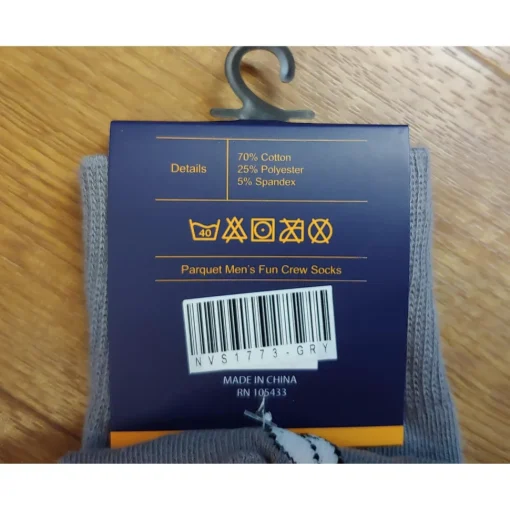 Details
70% Cotton
25% Polyester
5% Spandex
40
Parquet Men's Fun Crew Socks
NVS1773-GRY
MADE IN CHINA
RN 105433